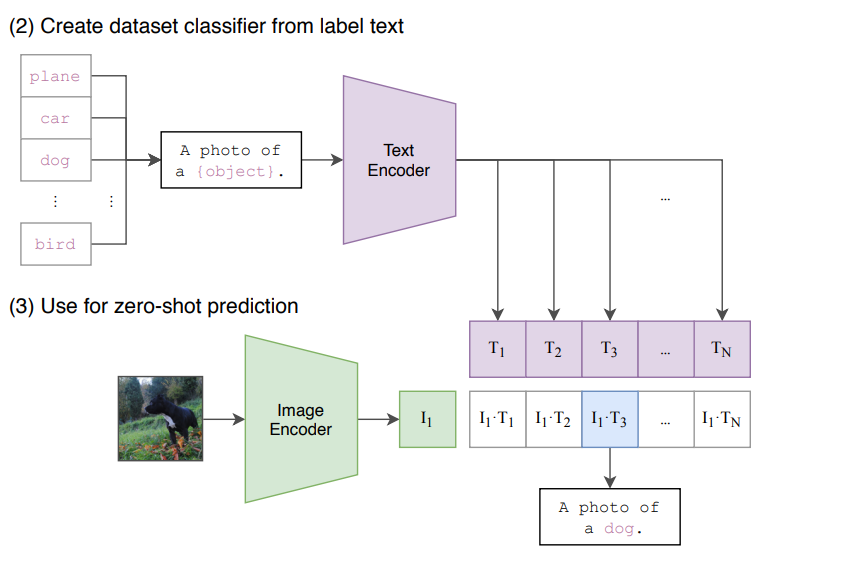 (2) Create dataset classifier from label text
plane
car
dog
⋮ ⋮
bird
A photo of
a {object}.
Text
Encoder
...
(3) Use for zero-shot prediction
T₁ T₂ T₃ ... T_N
Image
Encoder
I₁
I₁·T₁ I₁·T₂ I₁·T₃ ... I₁·T_N
A photo of
a dog.